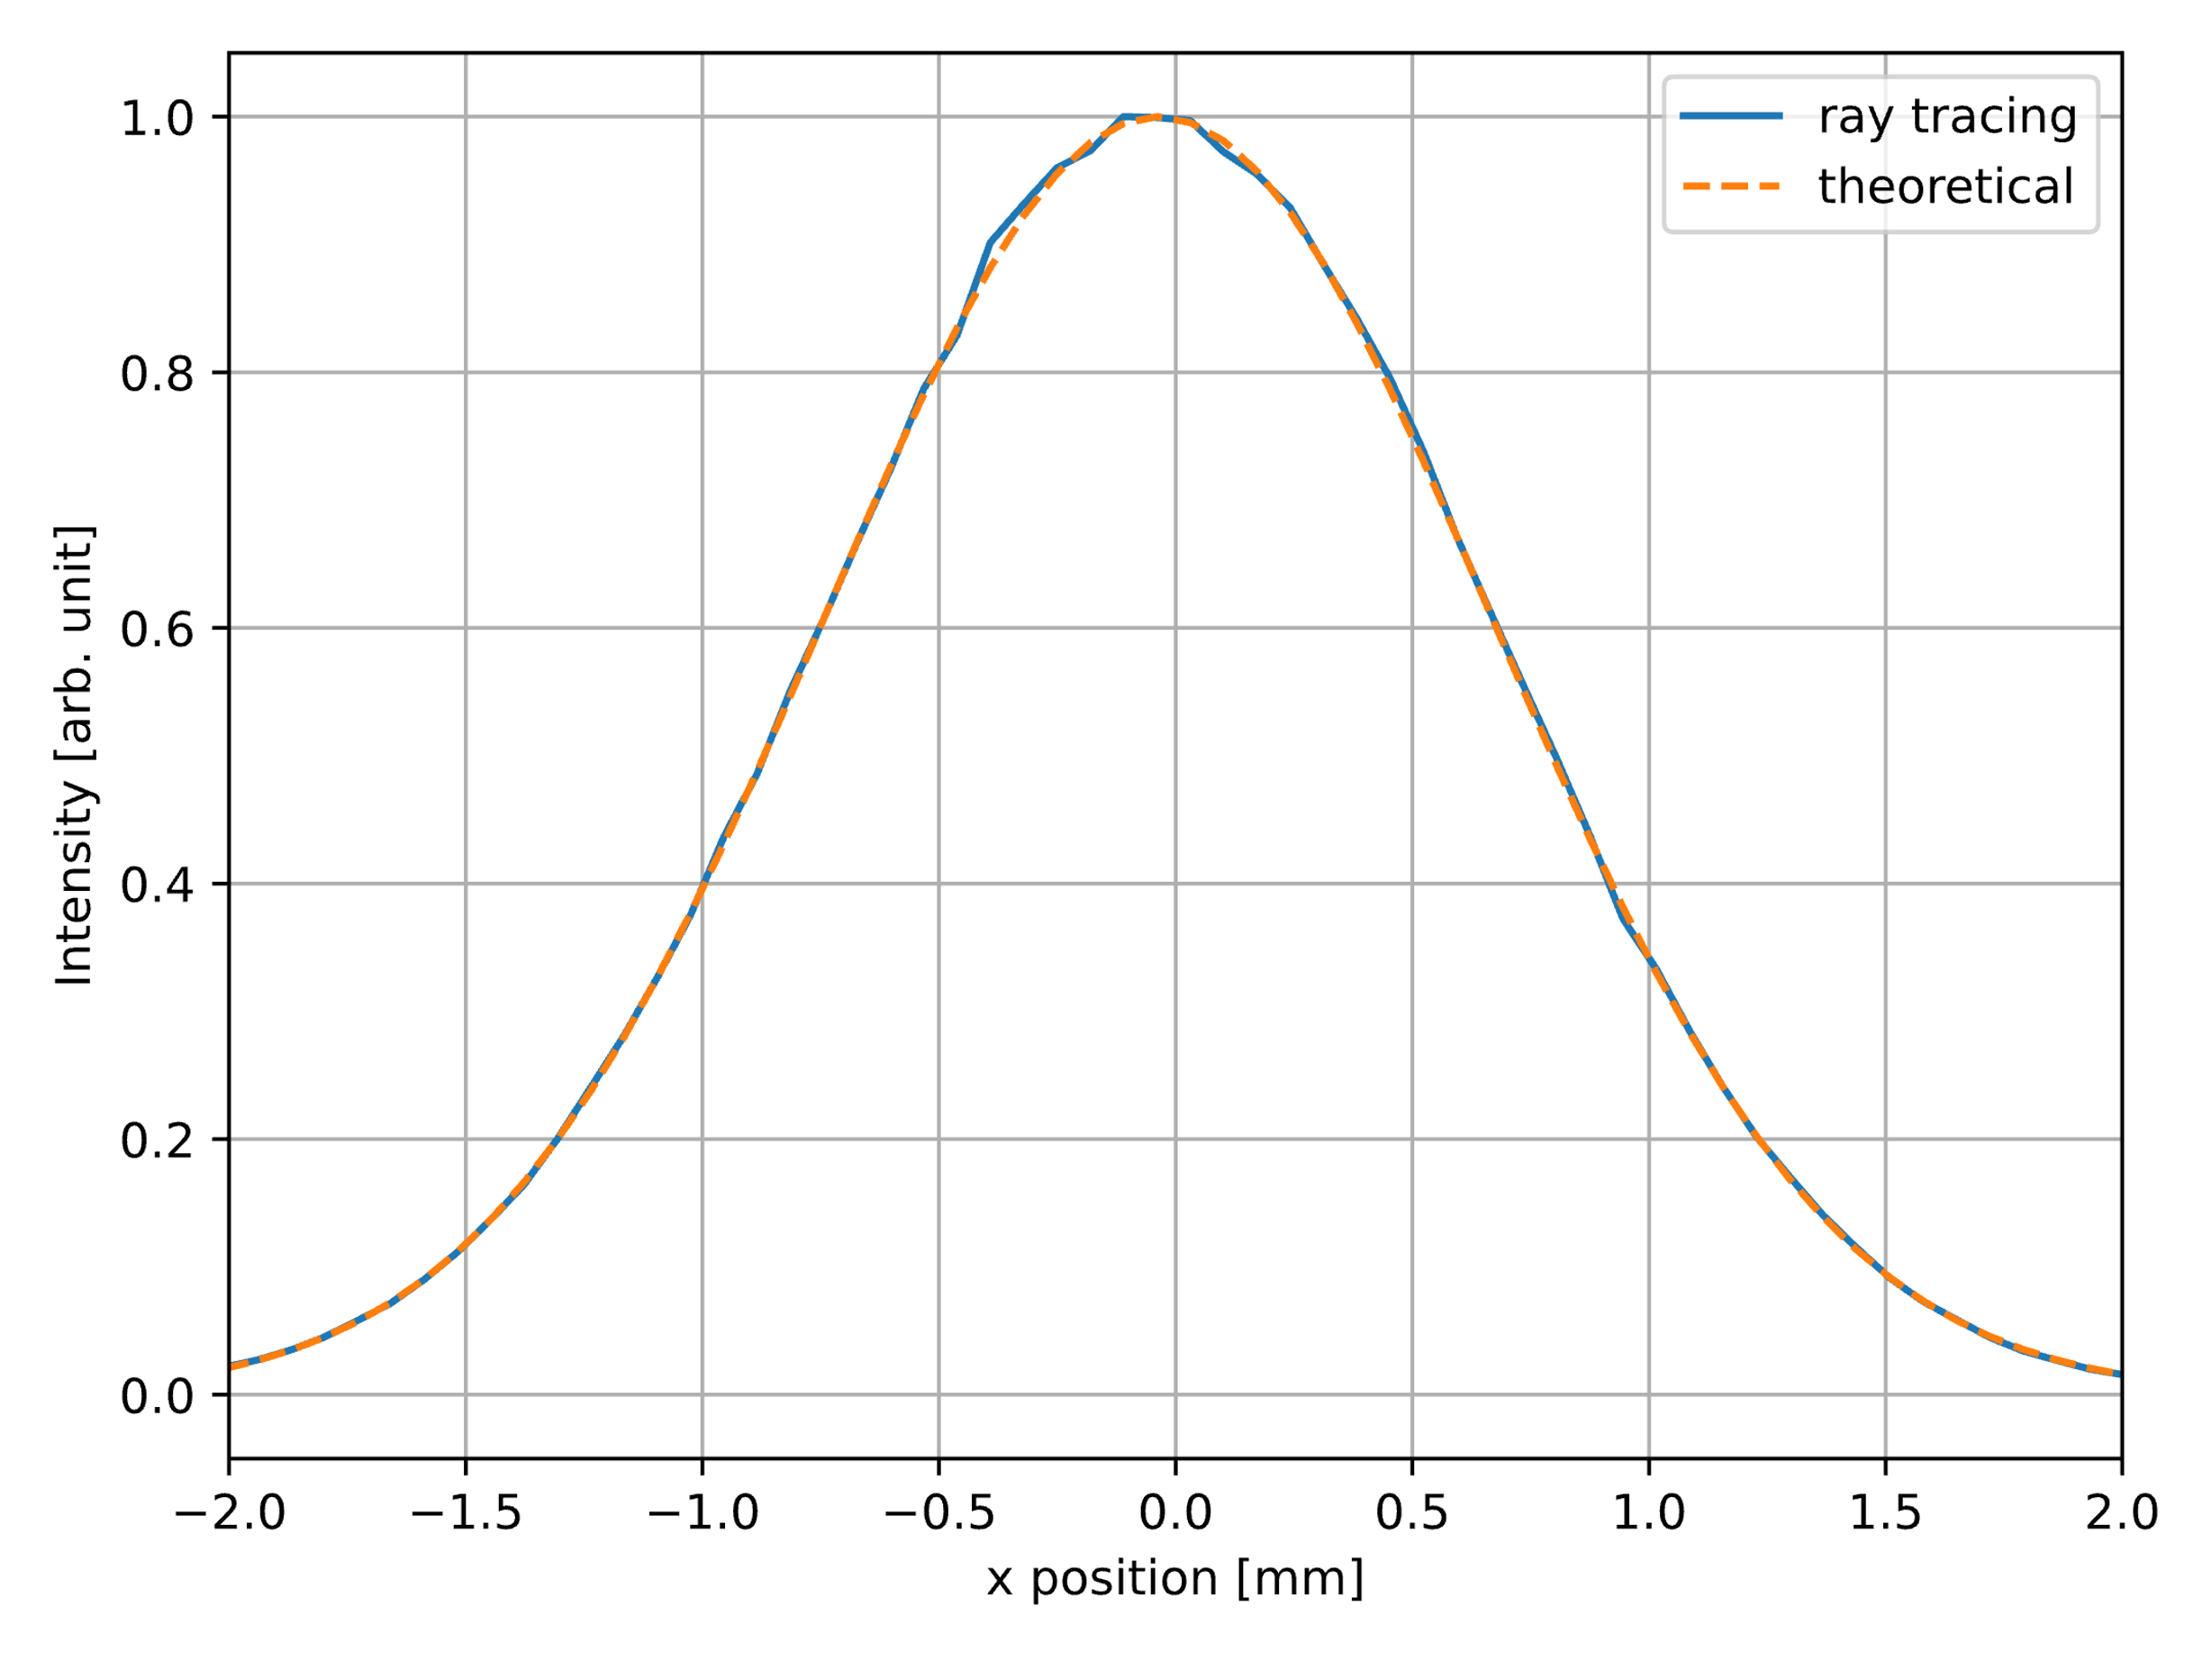 ray tracing
theoretical
1.0
0.8
0.6
0.4
0.2
0.0
Intensity [arb. unit]
−2.0 −1.5 −1.0 −0.5 0.0 0.5 1.0 1.5 2.0
x position [mm]